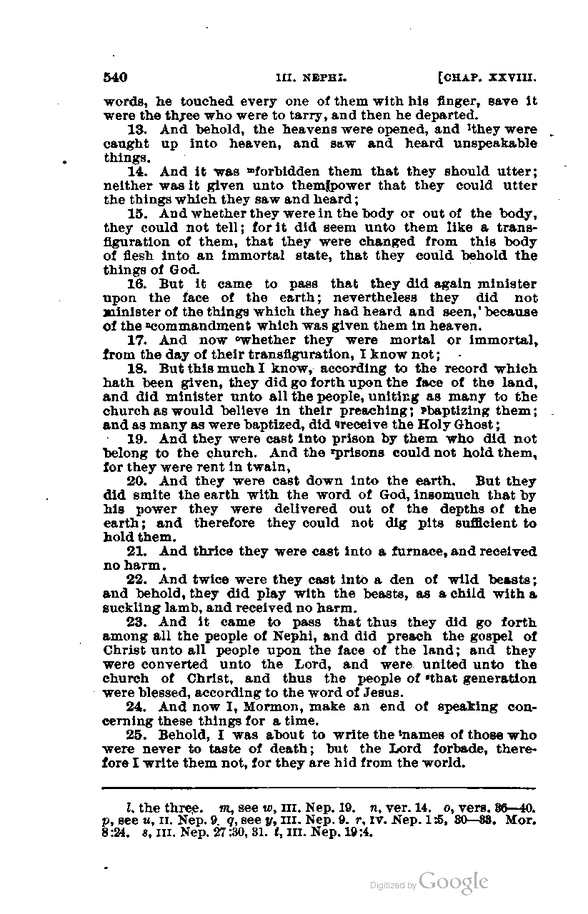 540 III. NEPHI. [CHAP. XXVIII.
words, he touched every one of them with his finger, save it
were the three who were to tarry, and then he departed.
13. And behold, the heavens were opened, and ˡthey were
caught up into heaven, and saw and heard unspeakable
things.
14. And it was ᵐforbidden them that they should utter;
neither was it given unto them power that they could utter
the things which they saw and heard;
15. And whether they were in the body or out of the body,
they could not tell; for it did seem unto them like a trans-
figuration of them, that they were changed from this body
of flesh into an immortal state, that they could behold the
things of God.
16. But it came to pass that they did again minister
upon the face of the earth; nevertheless they did not
minister of the things which they had heard and seen, because
of the ⁿcommandment which was given them in heaven.
17. And now ᵒwhether they were mortal or immortal,
from the day of their transfiguration, I know not;
18. But this much I know, according to the record which
hath been given, they did go forth upon the face of the land,
and did minister unto all the people, uniting as many to the
church as would believe in their preaching; ᵖbaptizing them;
and as many as were baptized, did qreceive the Holy Ghost;
19. And they were cast into prison by them who did not
belong to the church. And the ʳprisons could not hold them,
for they were rent in twain,
20. And they were cast down into the earth. But they
did smite the earth with the word of God, insomuch that by
his power they were delivered out of the depths of the
earth; and therefore they could not dig pits sufficient to
hold them.
21. And thrice they were cast into a furnace, and received
no harm.
22. And twice were they cast into a den of wild beasts;
and behold, they did play with the beasts, as a child with a
suckling lamb, and received no harm.
23. And it came to pass that thus they did go forth
among all the people of Nephi, and did preach the gospel of
Christ unto all people upon the face of the land; and they
were converted unto the Lord, and were united unto the
church of Christ, and thus the people of ˢthat generation
were blessed, according to the word of Jesus.
24. And now I, Mormon, make an end of speaking con-
cerning these things for a time.
25. Behold, I was about to write the ᵗnames of those who
were never to taste of death; but the Lord forbade, there-
fore I write them not, for they are hid from the world.
l, the three. m, see w, III. Nep. 19. n, ver. 14. o, vers. 36—40.
p, see u, II. Nep. 9. q, see y, III. Nep. 9. r, IV. Nep. 1:5, 30—33. Mor.
8:24. s, III. Nep. 27:30, 31. t, III. Nep. 19:4.
Digitized by Google